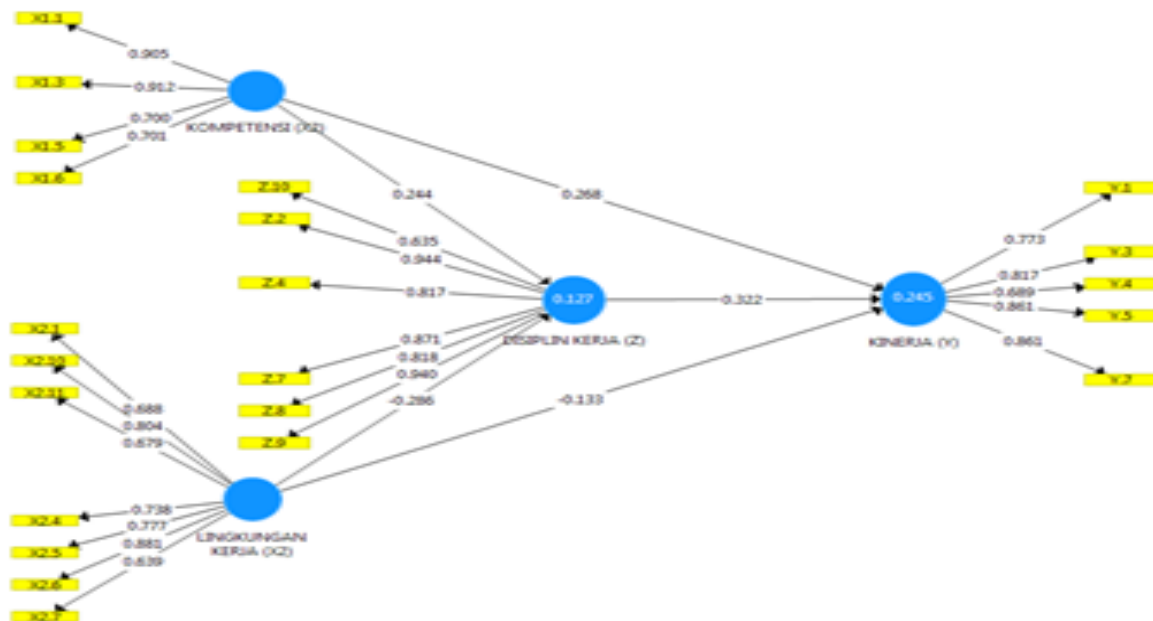 X1.1
0.905
X1.3
0.912
0.700
X1.5
0.701
X1.6
KOMPETENSI (X1)
0.244
0.268
Z.10
Z.2
0.635
0.944
Z.4
0.817
0.127
DISIPLIN KERJA (Z)
0.871
0.818
0.940
-0.286
Z.7
Z.8
Z.9
0.322
-0.133
0.245
KINERJA (Y)
Y.1
0.773
Y.3
0.817
0.689
Y.4
0.861
Y.5
0.861
Y.7
X2.1
X2.10
X2.11
0.688
0.804
0.679
LINGKUNGAN
KERJA (X2)
X2.4
0.738
0.777
X2.5
0.881
X2.6
0.639
X2.7